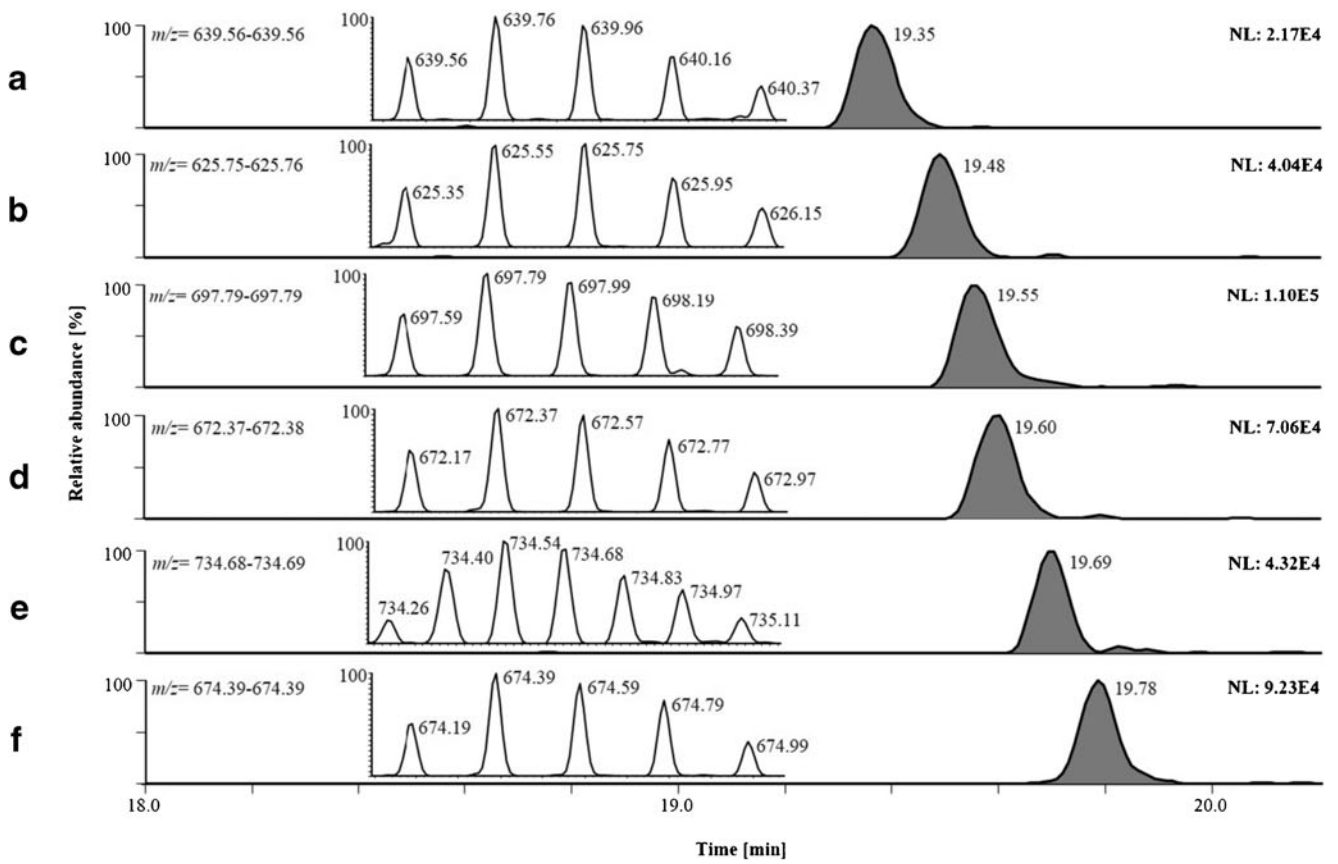 a
100
m/z= 639.56-639.56
100
639.56
639.76
639.96
640.16
640.37
19.35
NL: 2.17E4
b
100
m/z= 625.75-625.76
100
625.35
625.55
625.75
625.95
626.15
19.48
NL: 4.04E4
c
100
m/z= 697.79-697.79
100
697.59
697.79
697.99
698.19
698.39
19.55
NL: 1.10E5
d
100
m/z= 672.37-672.38
100
672.17
672.37
672.57
672.77
672.97
19.60
NL: 7.06E4
e
100
m/z= 734.68-734.69
100
734.26
734.40
734.54
734.68
734.83
734.97
735.11
19.69
NL: 4.32E4
f
100
m/z= 674.39-674.39
100
674.19
674.39
674.59
674.79
674.99
19.78
NL: 9.23E4
Relative abundance [%]
18.0
19.0
20.0
Time [min]